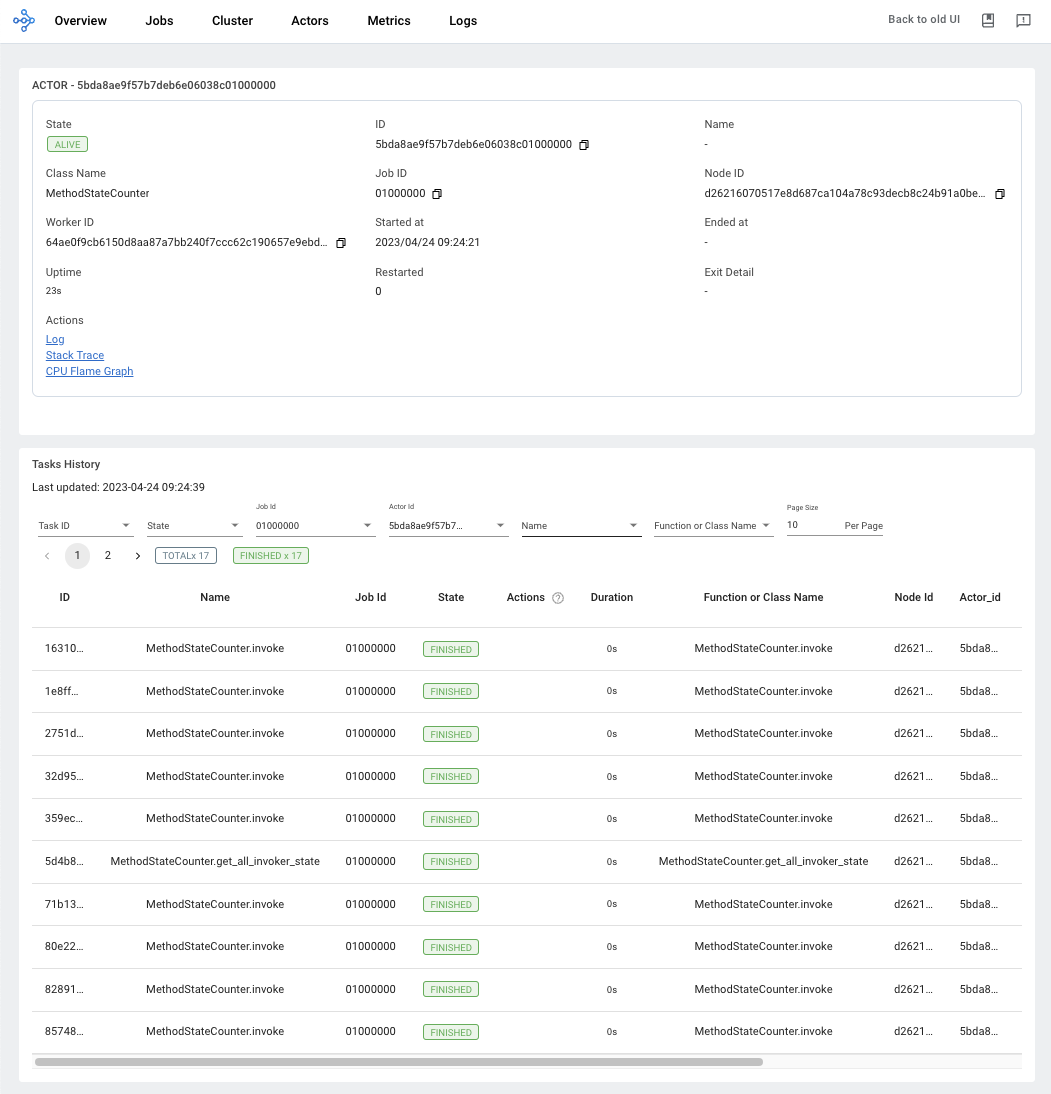 Overview Jobs Cluster Actors Metrics Logs Back to old UI
ACTOR - 5bda8ae9f57b7deb6e06038c01000000
State ID Name
ALIVE 5bda8ae9f57b7deb6e06038c01000000 -
Class Name Job ID Node ID
MethodStateCounter 01000000 d26216070517e8d687ca104a78c93decb8c24b91a0be...
Worker ID Started at Ended at
64ae0f9cb6150d8aa87a7bb240f7ccc62c190657e9ebd... 2023/04/24 09:24:21 -
Uptime Restarted Exit Detail
23s 0 -
Actions
Log
Stack Trace
CPU Flame Graph
Tasks History
Last updated: 2023-04-24 09:24:39
Job Id Actor Id Page Size
Task ID State 01000000 5bda8ae9f57b7... Name Function or Class Name 10 Per Page
1 2 TOTALx 17 FINISHED x 17
ID Name Job Id State Actions Duration Function or Class Name Node Id Actor_id
16310... MethodStateCounter.invoke 01000000 FINISHED 0s MethodStateCounter.invoke d2621... 5bda8...
1e8ff... MethodStateCounter.invoke 01000000 FINISHED 0s MethodStateCounter.invoke d2621... 5bda8...
2751d... MethodStateCounter.invoke 01000000 FINISHED 0s MethodStateCounter.invoke d2621... 5bda8...
32d95... MethodStateCounter.invoke 01000000 FINISHED 0s MethodStateCounter.invoke d2621... 5bda8...
359ec... MethodStateCounter.invoke 01000000 FINISHED 0s MethodStateCounter.invoke d2621... 5bda8...
5d4b8... MethodStateCounter.get_all_invoker_state 01000000 FINISHED 0s MethodStateCounter.get_all_invoker_state d2621... 5bda8...
71b13... MethodStateCounter.invoke 01000000 FINISHED 0s MethodStateCounter.invoke d2621... 5bda8...
80e22... MethodStateCounter.invoke 01000000 FINISHED 0s MethodStateCounter.invoke d2621... 5bda8...
82891... MethodStateCounter.invoke 01000000 FINISHED 0s MethodStateCounter.invoke d2621... 5bda8...
85748... MethodStateCounter.invoke 01000000 FINISHED 0s MethodStateCounter.invoke d2621... 5bda8...